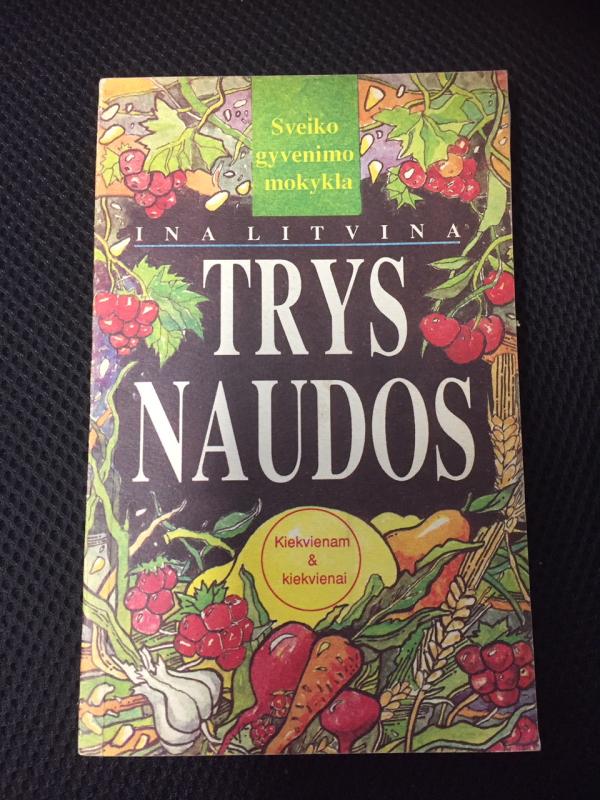 Sveiko
gyvenimo
mokykla
INA LITVINA
TRYS
NAUDOS
Kiekvienam
&
kiekvienai